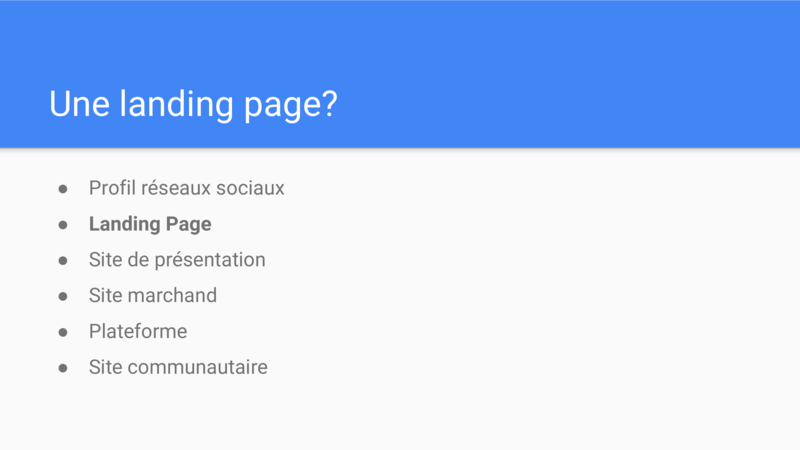 Une landing page?
● Profil réseaux sociaux
● Landing Page
● Site de présentation
● Site marchand
● Plateforme
● Site communautaire